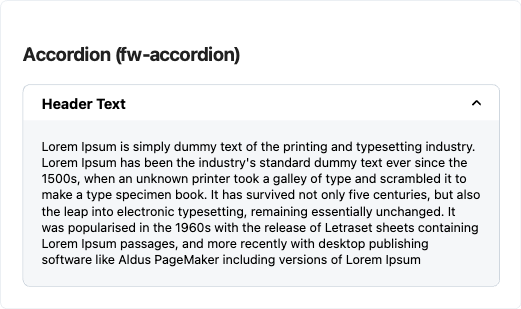 Accordion (fw-accordion)
Header Text
Lorem Ipsum is simply dummy text of the printing and typesetting industry.
Lorem Ipsum has been the industry's standard dummy text ever since the
1500s, when an unknown printer took a galley of type and scrambled it to
make a type specimen book. It has survived not only five centuries, but also
the leap into electronic typesetting, remaining essentially unchanged. It
was popularised in the 1960s with the release of Letraset sheets containing
Lorem Ipsum passages, and more recently with desktop publishing
software like Aldus PageMaker including versions of Lorem Ipsum